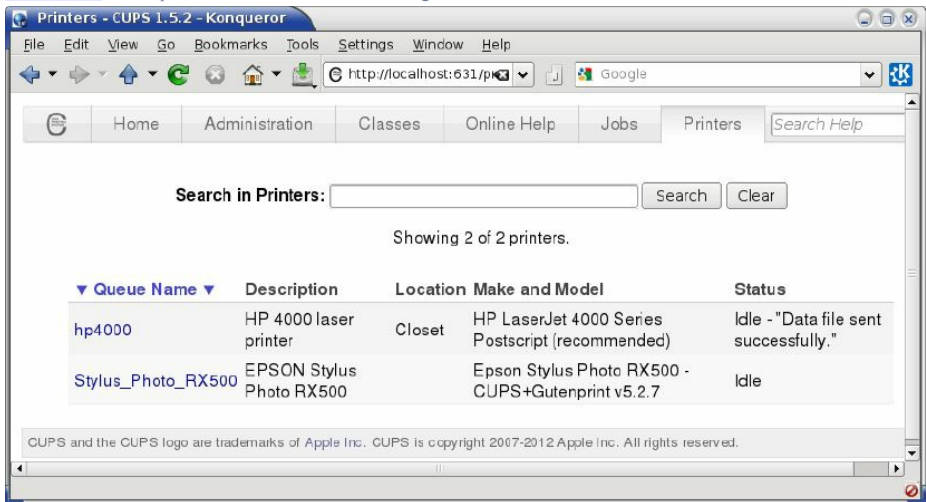 Printers - CUPS 1.5.2 - Konqueror
File Edit View Go Bookmarks Tools Settings Window Help
http://localhost:631/ Google
Home Administration Classes Online Help Jobs Printers Search Help
Search in Printers: Search Clear
Showing 2 of 2 printers.
▼ Queue Name ▼ Description Location Make and Model Status
hp4000 HP 4000 laser printer Closet HP LaserJet 4000 Series Postscript (recommended) Idle - "Data file sent successfully."
Stylus_Photo_RX500 EPSON Stylus Photo RX500 Epson Stylus Photo RX500 - CUPS+Gutenprint v5.2.7 Idle
CUPS and the CUPS logo are trademarks of Apple Inc. CUPS is copyright 2007-2012 Apple Inc. All rights reserved.